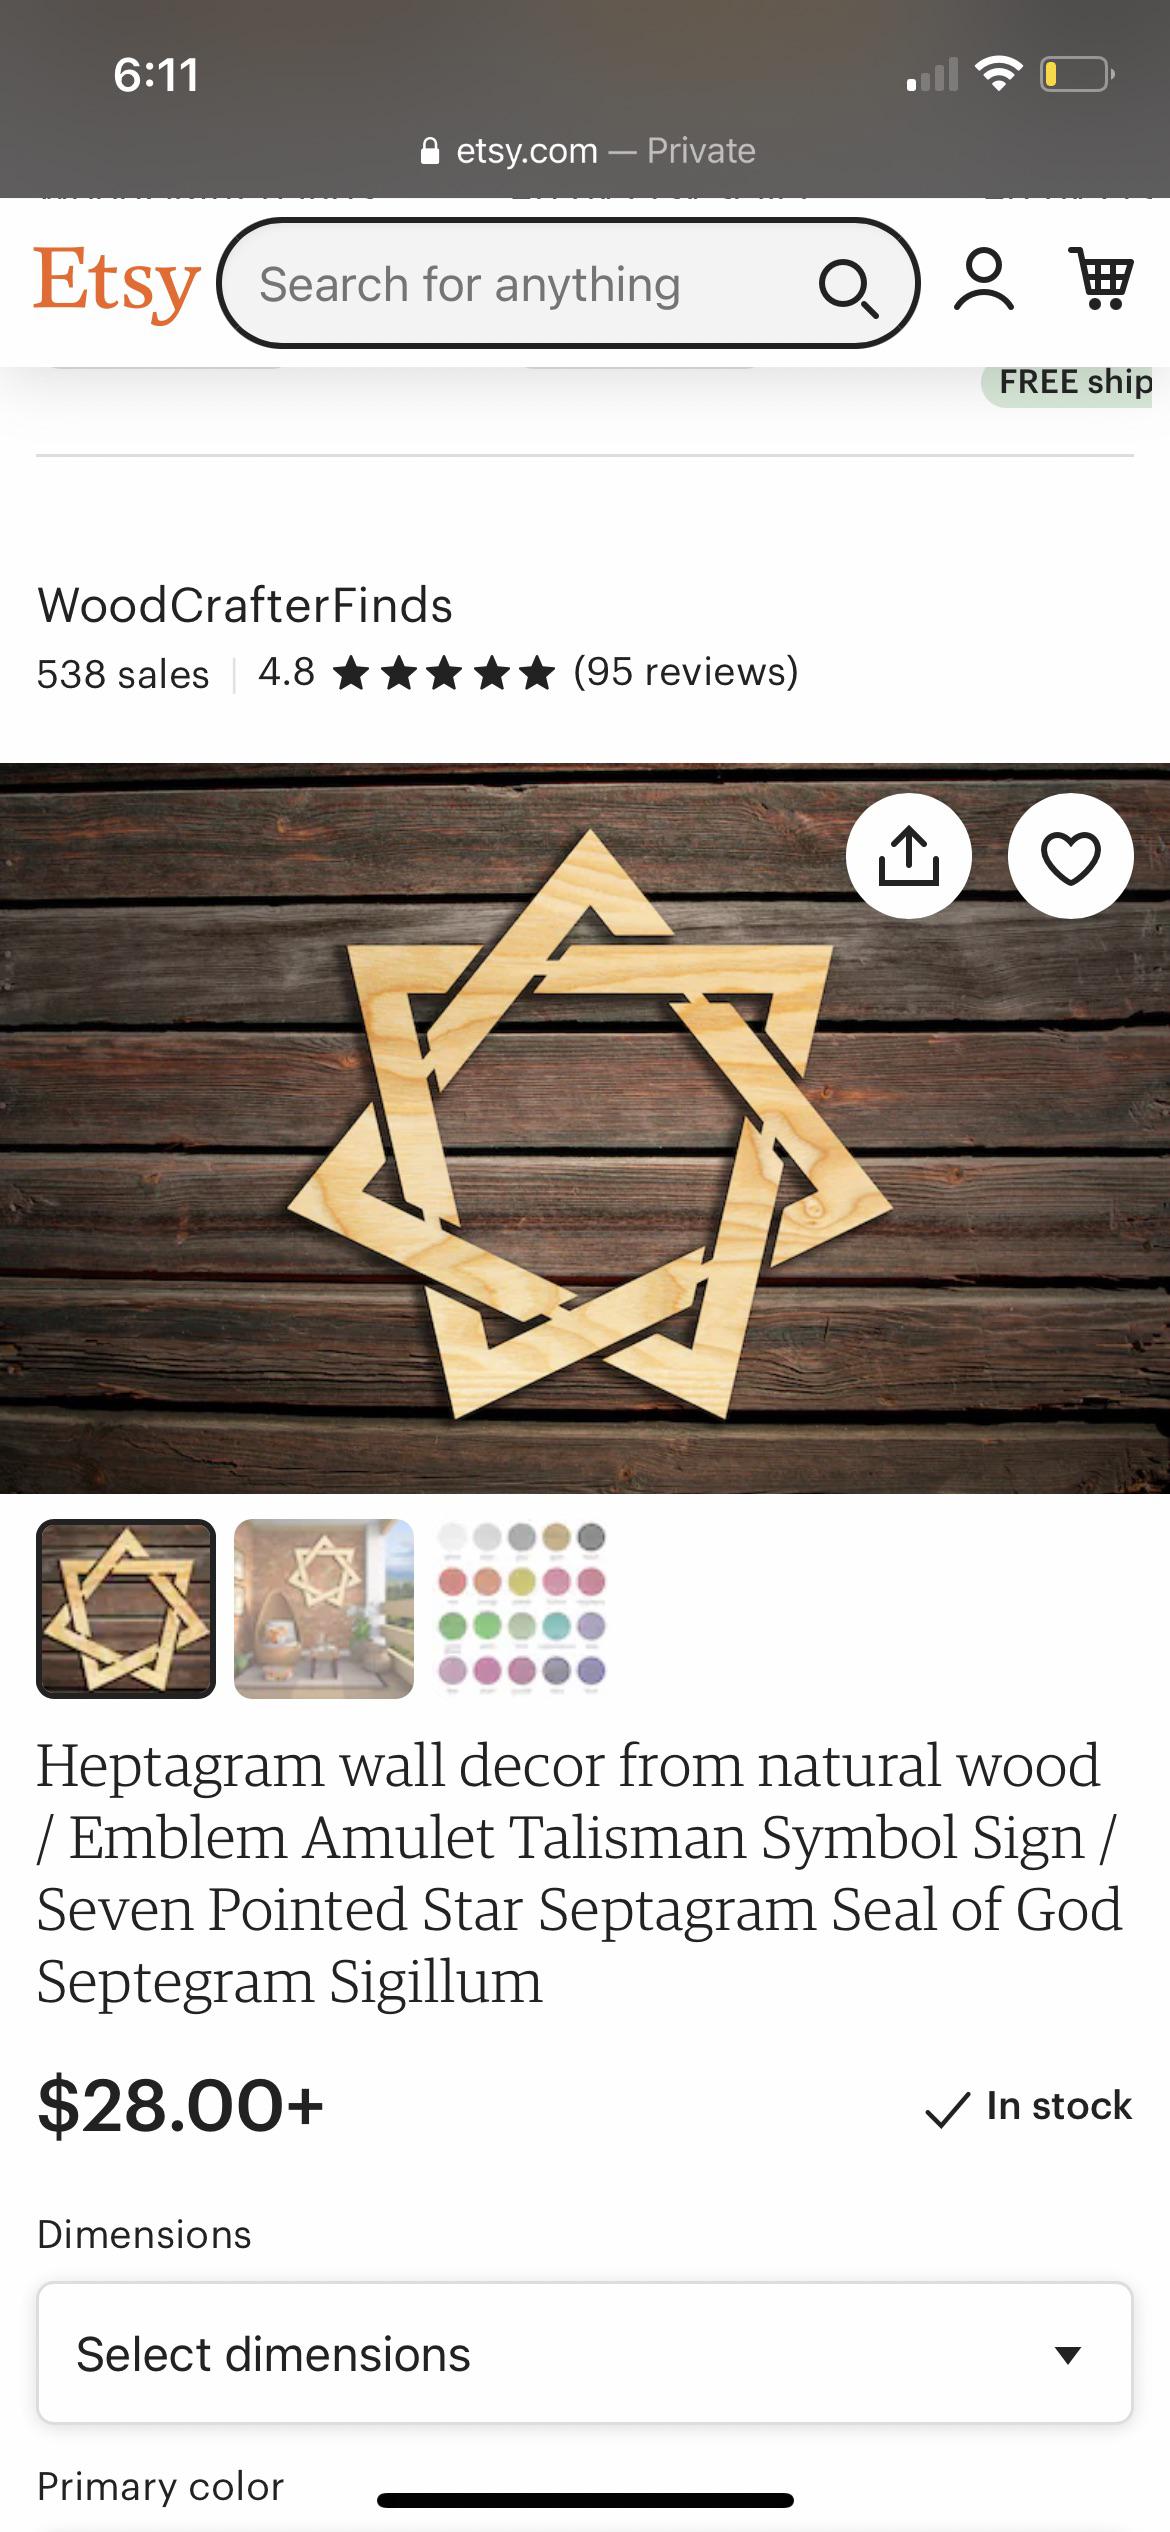 6:11
etsy.com — Private
Etsy
Search for anything
FREE ship
WoodCrafterFinds
538 sales | 4.8 ★★★★★ (95 reviews)
Heptagram wall decor from natural wood
/ Emblem Amulet Talisman Symbol Sign /
Seven Pointed Star Septagram Seal of God
Septegram Sigillum
$28.00+
In stock
Dimensions
Select dimensions
Primary color